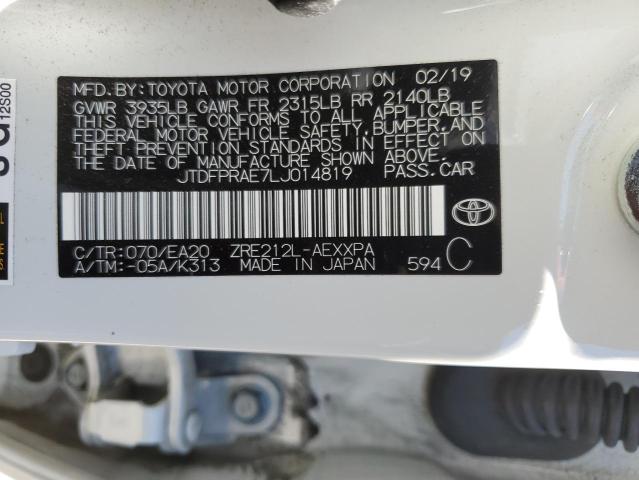 MFD. BY: TOYOTA MOTOR CORPORATION 02/19
GVWR 3935LB GAWR FR 2315LB RR 2140LB
THIS VEHICLE CONFORMS TO ALL APPLICABLE
FEDERAL MOTOR VEHICLE SAFETY, BUMPER, AND
THEFT PREVENTION STANDARDS IN EFFECT ON
THE DATE OF MANUFACTURE SHOWN ABOVE.
JTDFPRAE7LJ014819 PASS.CAR
C/TR: 070/EA20 ZRE212L-AEXXPA
A/TM: -05A/K313 MADE IN JAPAN 594 C
12S00